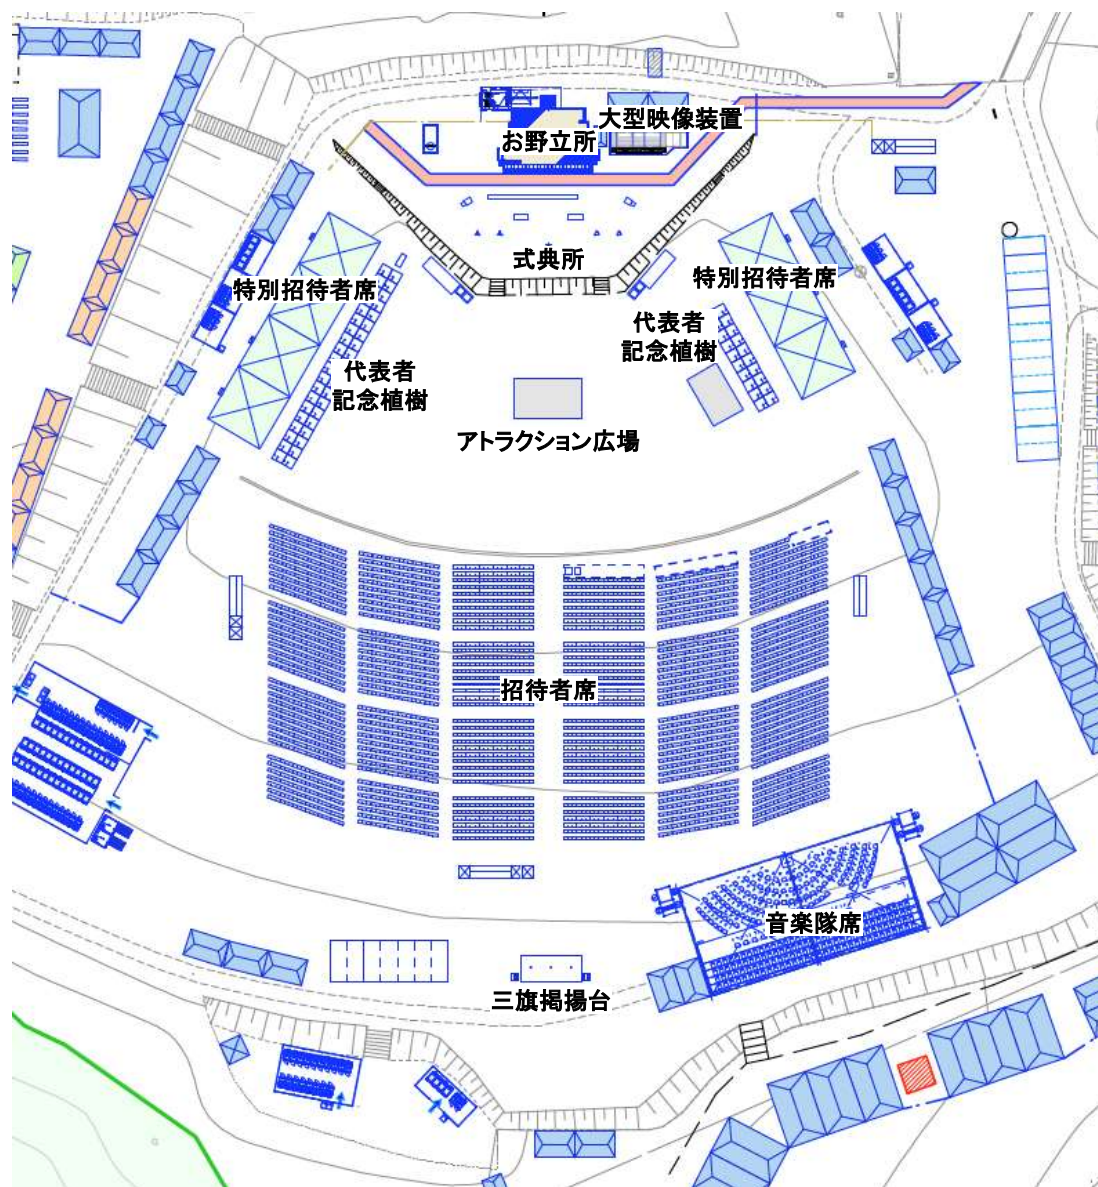 大型映像装置
お野立所
式典所
特別招待者席
特別招待者席
代表者
記念植樹
代表者
記念植樹
アトラクション広場
招待者席
音楽隊席
三旗掲揚台